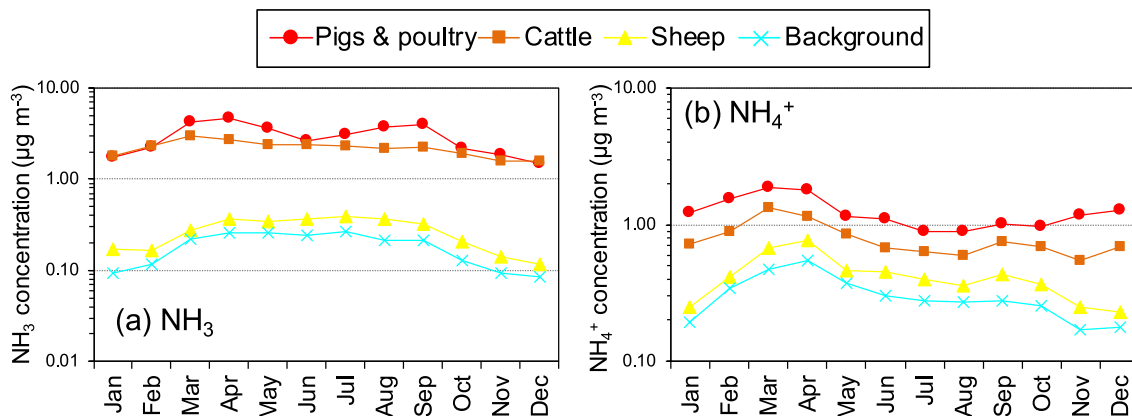 Pigs & poultry Cattle Sheep Background
NH₃ concentration (µg m⁻³)
10.00
1.00
0.10
0.01
(a) NH₃
Jan Feb Mar Apr May Jun Jul Aug Sep Oct Nov Dec
NH₄⁺ concentration (µg m⁻³)
10.00
1.00
0.10
(b) NH₄⁺
Jan Feb Mar Apr May Jun Jul Aug Sep Oct Nov Dec